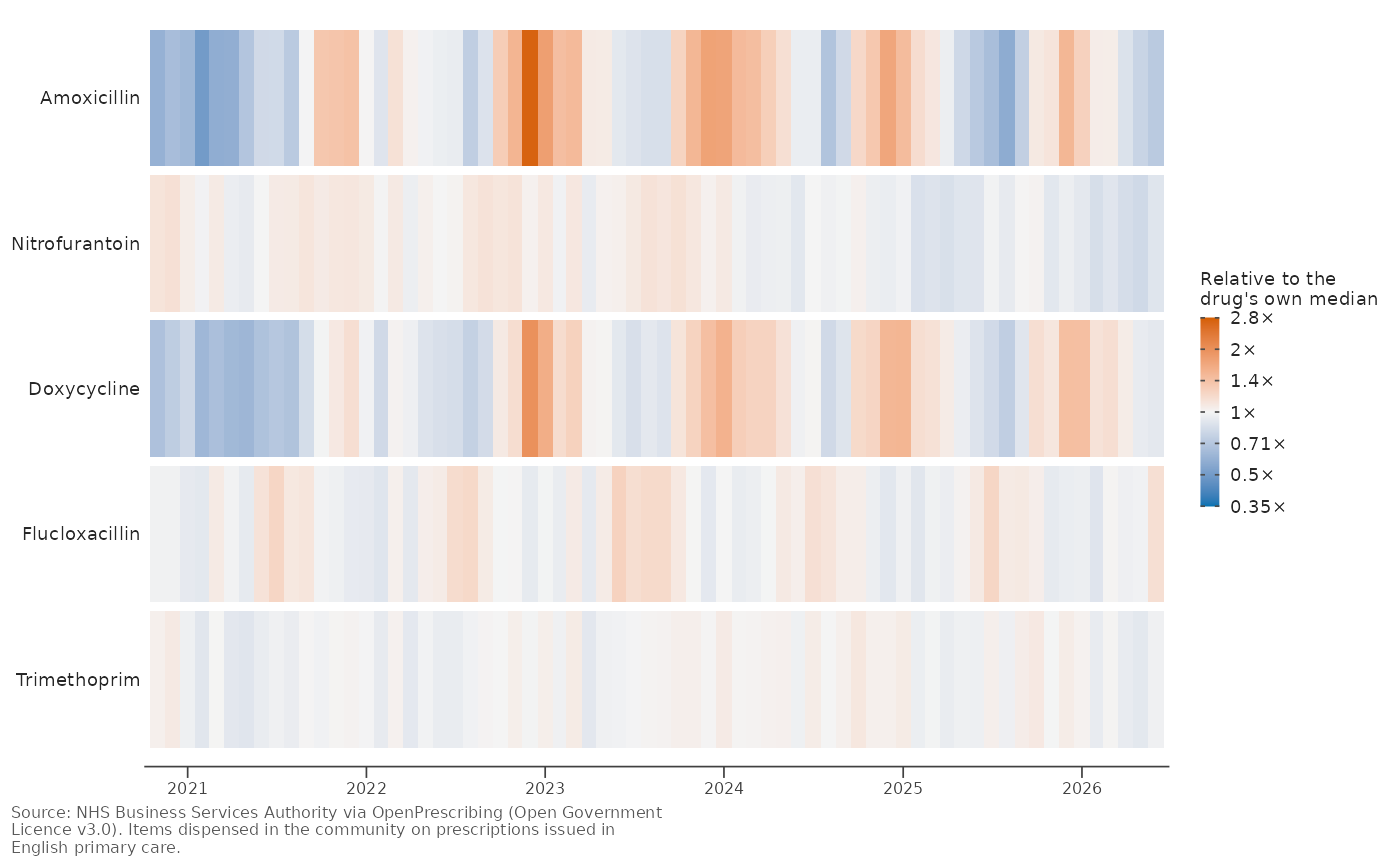 Amoxicillin
Nitrofurantoin
Doxycycline
Flucloxacillin
Trimethoprim
Relative to the
drug's own median
2.8×
2×
1.4×
1×
0.71×
0.5×
0.35×
2021
2022
2023
2024
2025
2026
Source: NHS Business Services Authority via OpenPrescribing (Open Government
Licence v3.0). Items dispensed in the community on prescriptions issued in
English primary care.